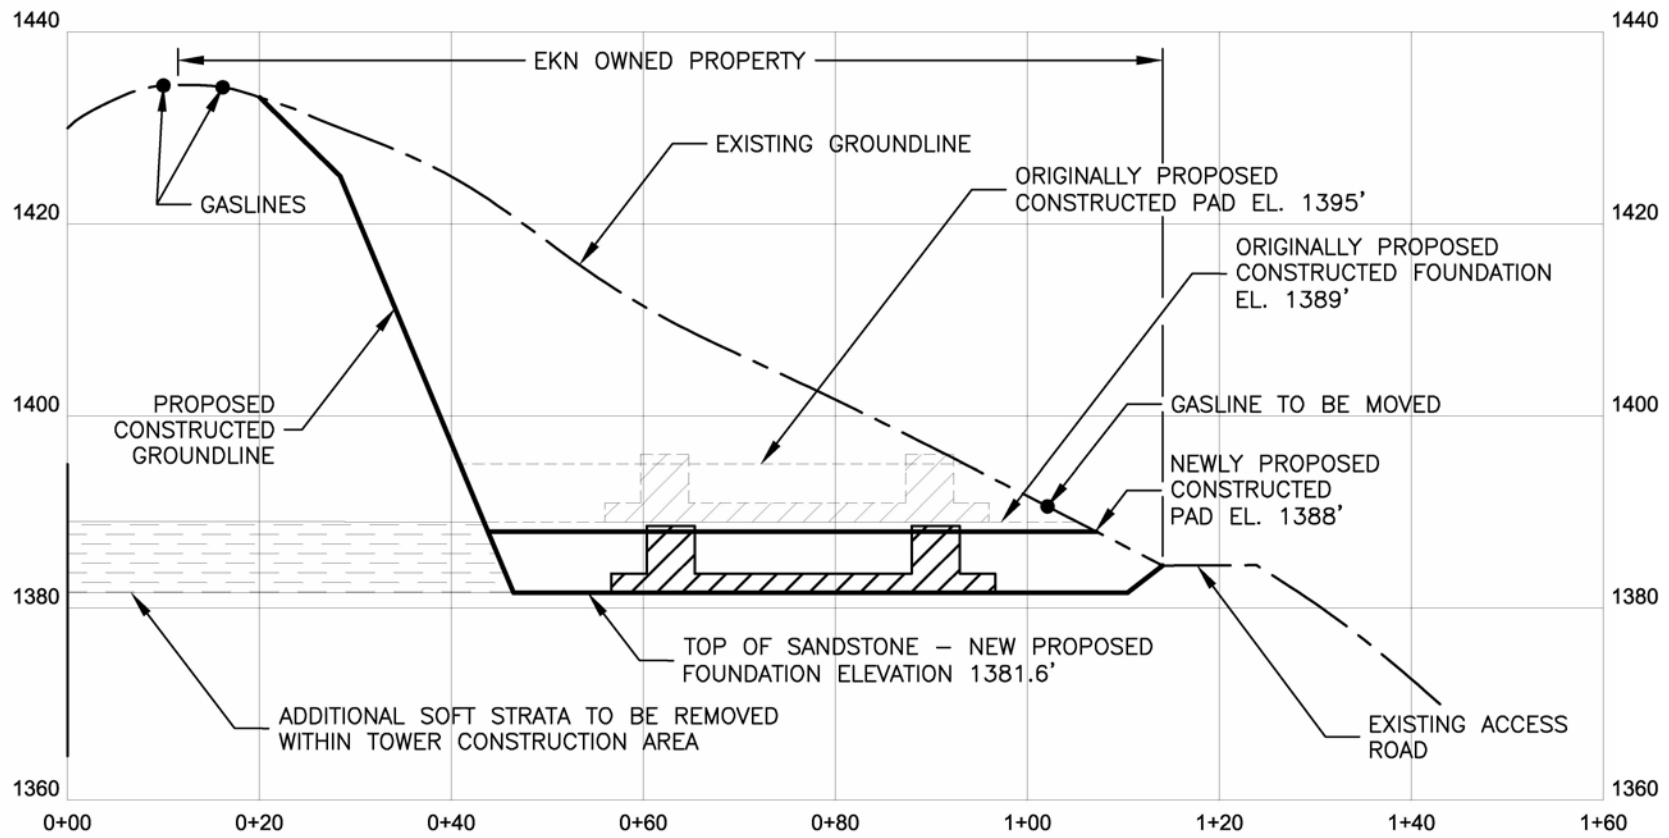 1440
1440
EKN OWNED PROPERTY
EXISTING GROUNDLINE
ORIGINALLY PROPOSED
CONSTRUCTED PAD EL. 1395'
GASLINES
1420
1420
ORIGINALLY PROPOSED
CONSTRUCTED FOUNDATION
EL. 1389'
PROPOSED
CONSTRUCTED
GROUNDLINE
1400
1400
GASLINE TO BE MOVED
NEWLY PROPOSED
CONSTRUCTED
PAD EL. 1388'
1380
1380
TOP OF SANDSTONE – NEW PROPOSED
FOUNDATION ELEVATION 1381.6'
ADDITIONAL SOFT STRATA TO BE REMOVED
WITHIN TOWER CONSTRUCTION AREA
EXISTING ACCESS
ROAD
1360
1360
0+00 0+20 0+40 0+60 0+80 1+00 1+20 1+40 1+60